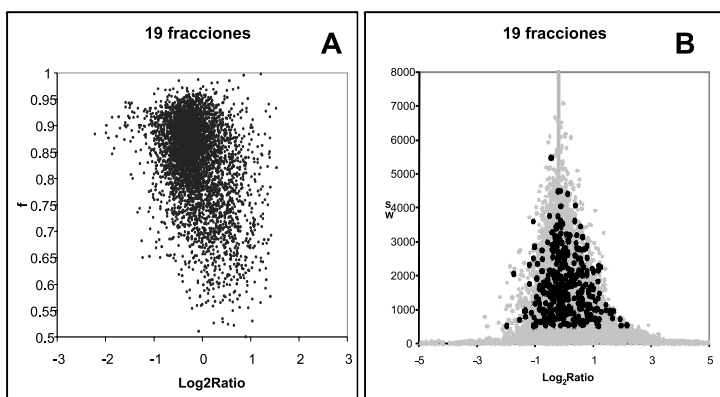 19 fracciones
A
1
0.95
0.9
0.85
0.8
0.75
0.7
0.65
0.6
0.55
0.5
f
-3 -2 -1 0 1 2 3
Log2Ratio
19 fracciones
B
8000
7000
6000
5000
4000
3000
2000
1000
0
SW
-5 -3 -1 1 3 5
Log2Ratio